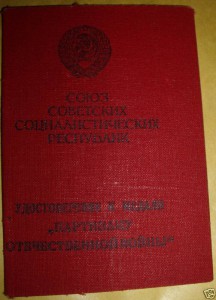 СОЮЗ
СОВЕТСКИХ
СОЦИАЛИСТИЧЕСКИХ
РЕСПУБЛИК
УДОСТОВЕРЕНИЕ К МЕДАЛИ
„ПАРТИЗАНУ
ОТЕЧЕСТВЕННОЙ ВОЙНЫ“